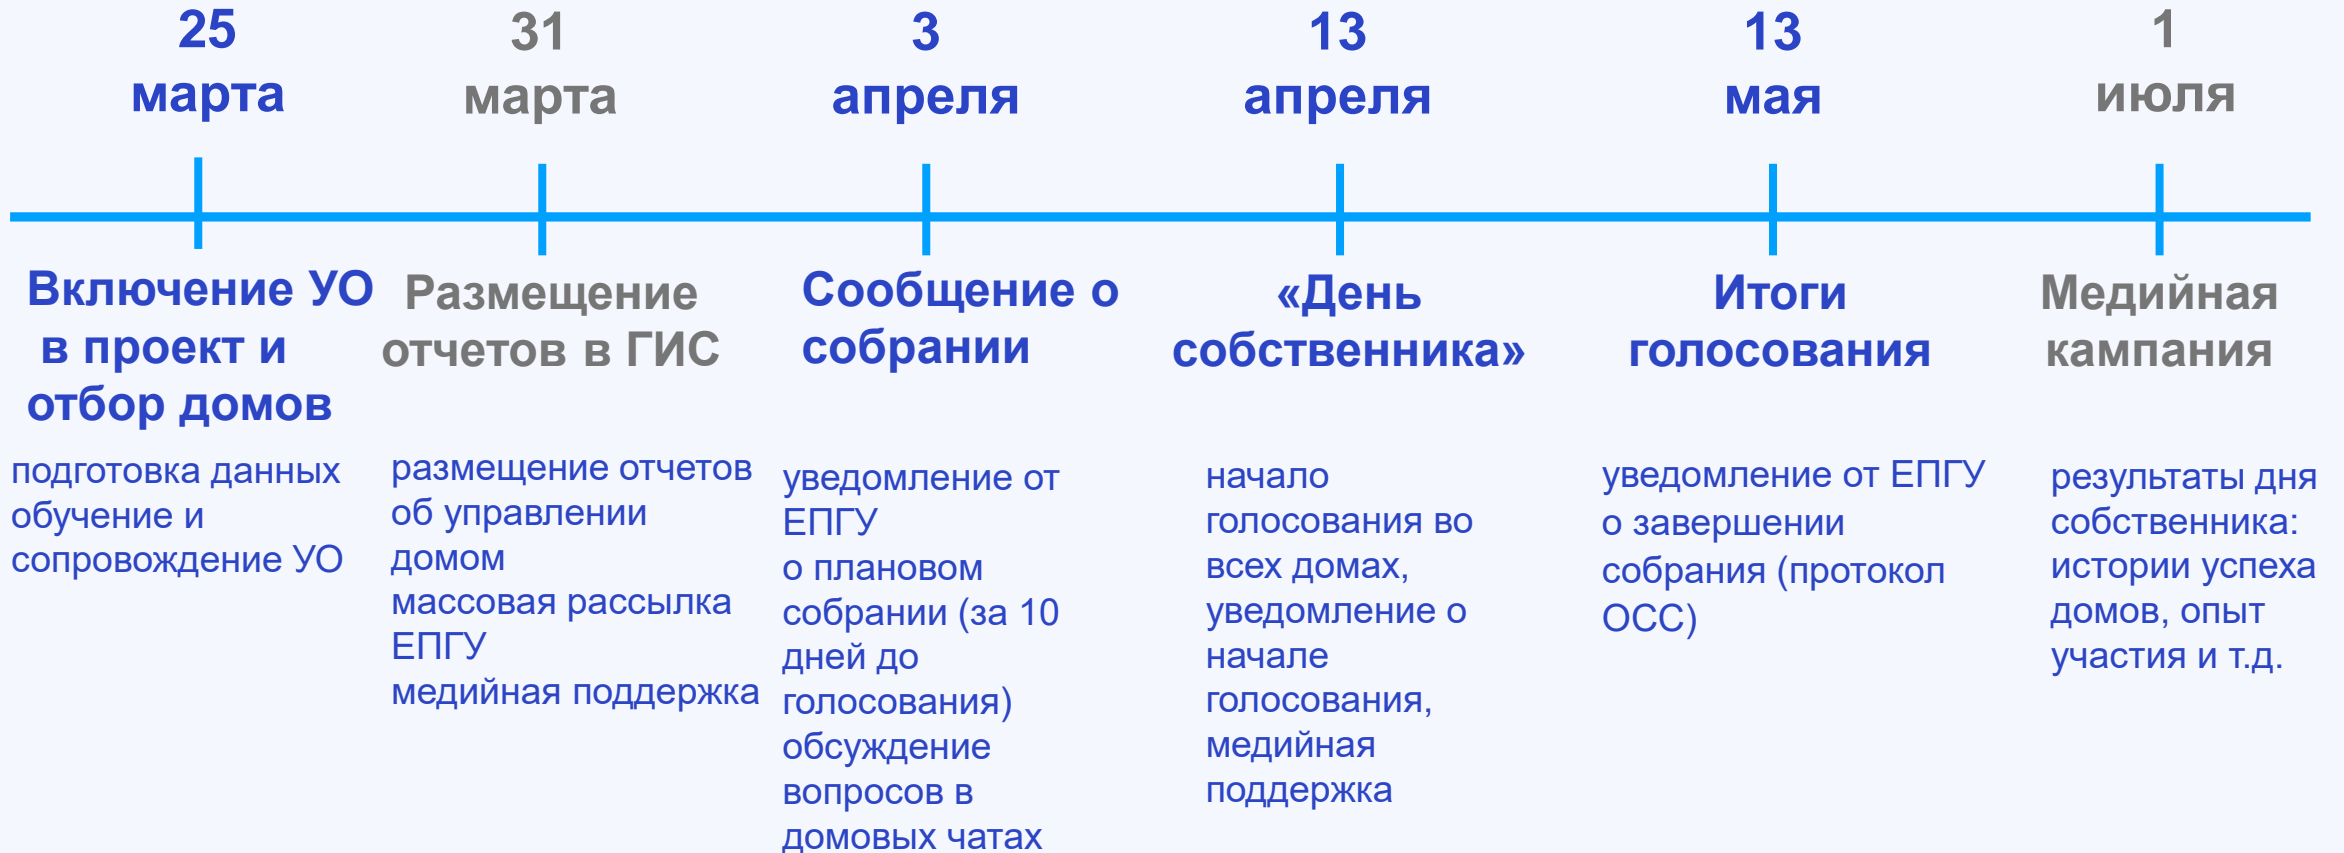 25
марта
31
марта
3
апреля
13
апреля
13
мая
1
июля
Включение УО
в проект и
отбор домов
Размещение
отчетов в ГИС
Сообщение о
собрании
«День
собственника»
Итоги
голосования
Медийная
кампания
подготовка данных
обучение и
сопровождение УО
размещение отчетов
об управлении
домом
массовая рассылка
ЕПГУ
медийная поддержка
уведомление от
ЕПГУ
о плановом
собрании (за 10
дней до
голосования)
обсуждение
вопросов в
домовых чатах
начало
голосования во
всех домах,
уведомление о
начале
голосования,
медийная
поддержка
уведомление от ЕПГУ
о завершении
собрания (протокол
ОСС)
результаты дня
собственника:
истории успеха
домов, опыт
участия и т.д.